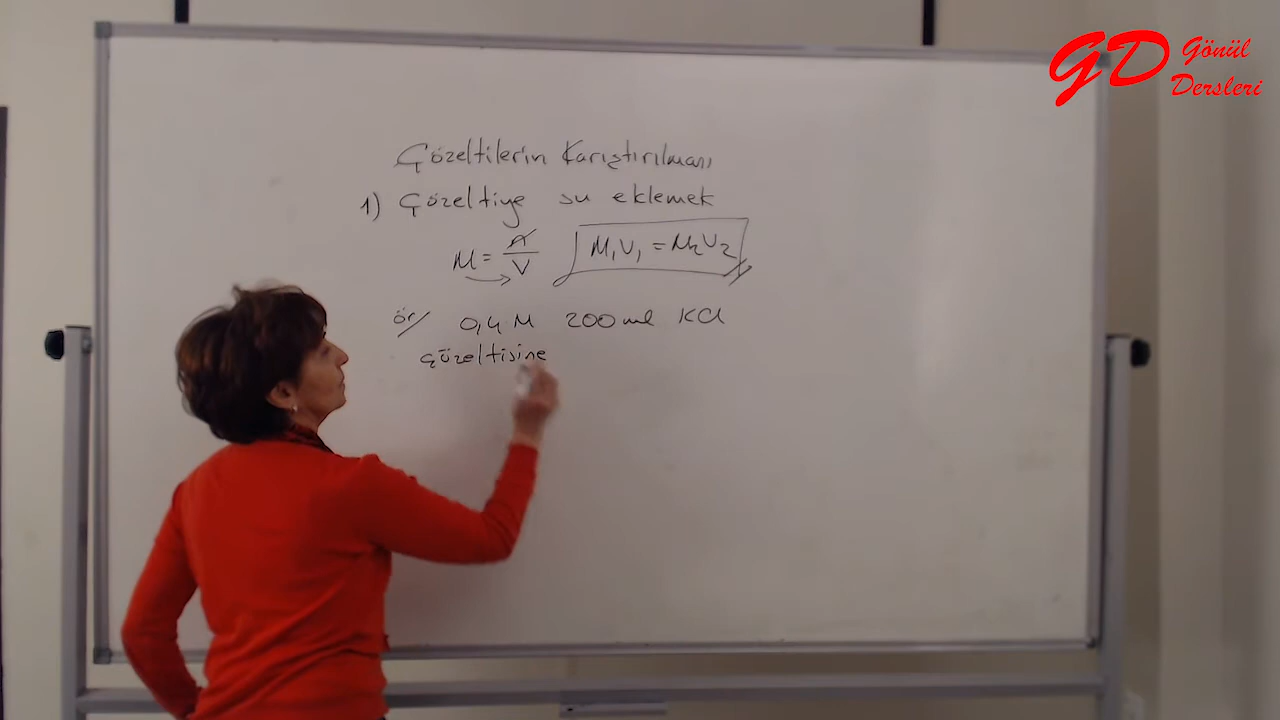 GD Gönül
Dersleri
Çözeltilerin Karıştırılması
1) Çözeltiye su eklemek
M = n/V M₁V₁ = M₂V₂
ör/ 0,4 M 200 ml KCl
çözeltisine